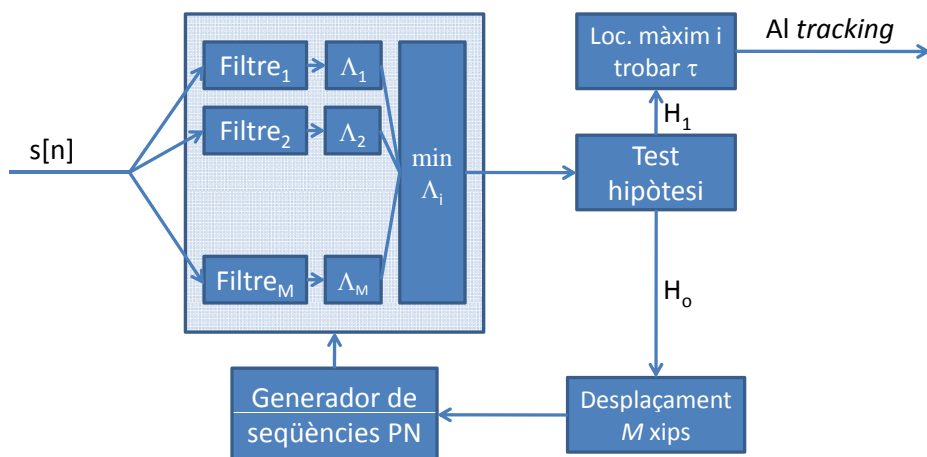 s[n]
Filtre1
Λ1
Filtre2
Λ2
FiltreM
ΛM
min
Λi
Loc. màxim i
trobar τ
Al tracking
H1
Test
hipòtesi
Ho
Generador de
seqüències PN
Desplaçament
M xips